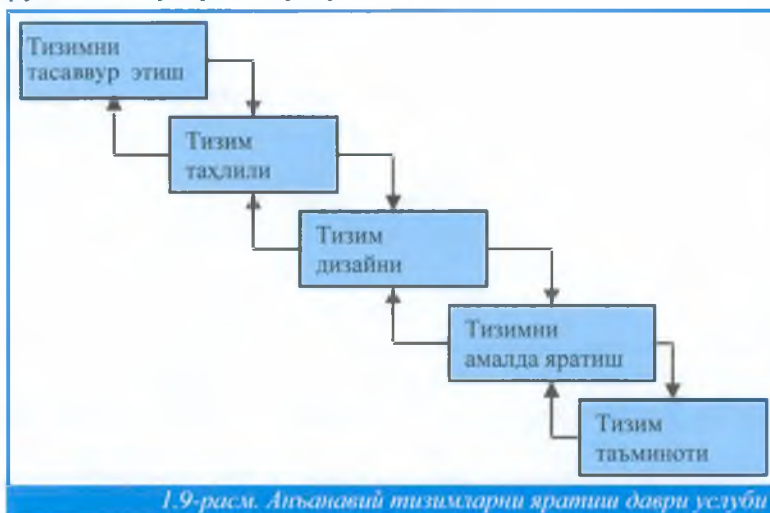 Тизимни
тасаввур этиш
Тизим
таҳлили
Тизим
дизайни
Тизимни
амалда яратиш
Тизим
таъминоти
1.9-расм. Анъанавий тизимларни яратиш даври услуби